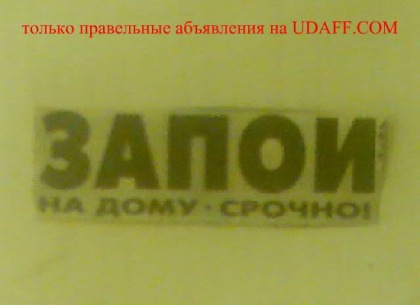 только правельные абъявления на UDAFF.COM
ЗАПОИ
НА ДОМУ · СРОЧНО!